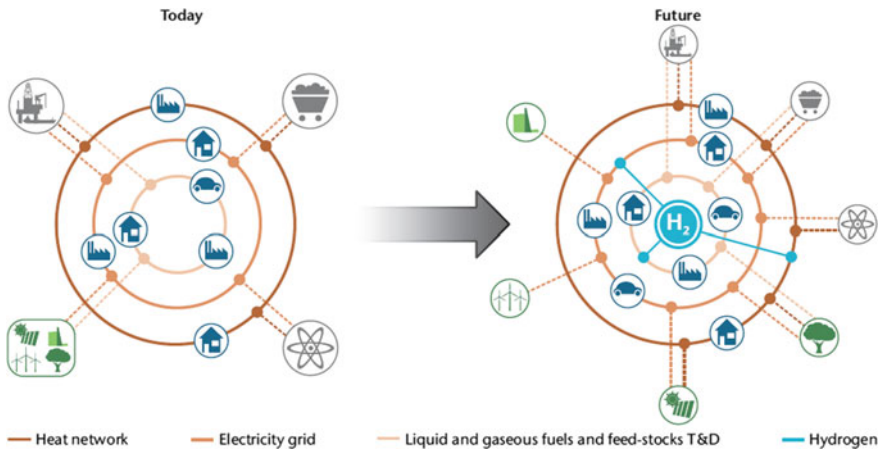 Today
Future
H₂
Heat network
Electricity grid
Liquid and gaseous fuels and feed-stocks T&D
Hydrogen